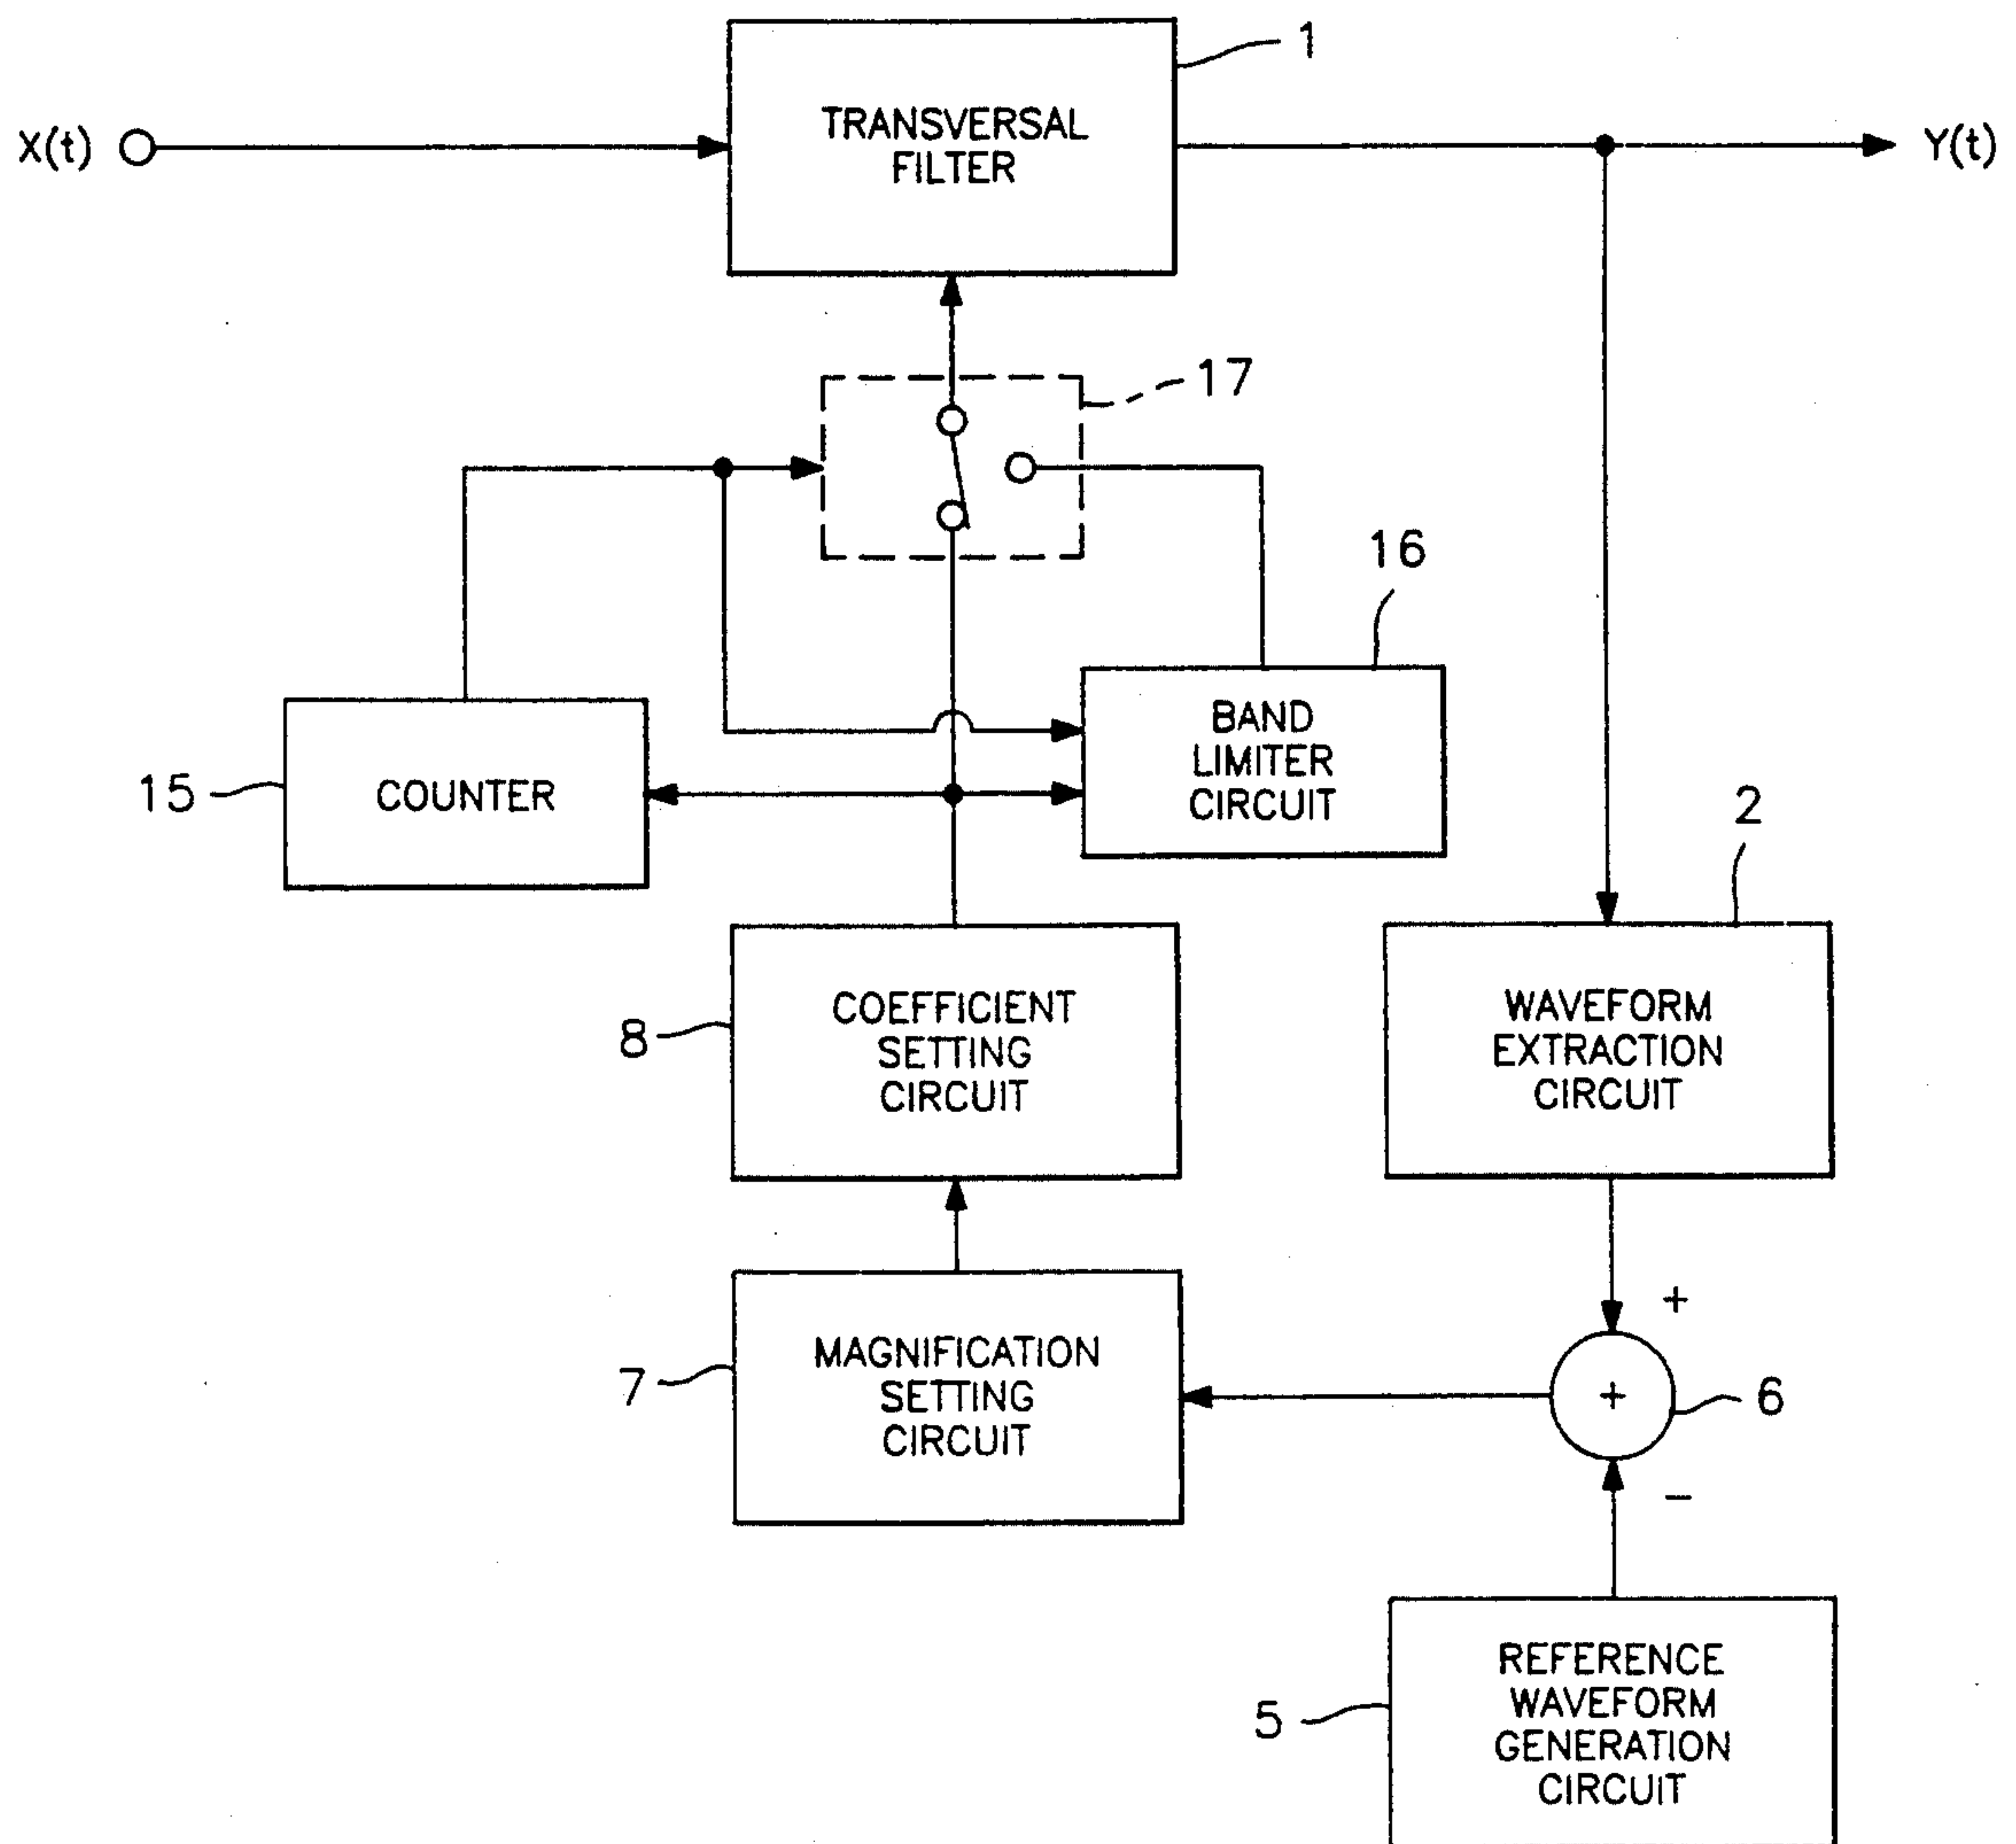 1
TRANSVERSAL
FILTER
X(t)
Y(t)
17
16
BAND
LIMITER
CIRCUIT
15
COUNTER
2
COEFFICIENT
SETTING
CIRCUIT
8
WAVEFORM
EXTRACTION
CIRCUIT
+
MAGNIFICATION
SETTING
CIRCUIT
7
+
6
−
REFERENCE
WAVEFORM
GENERATION
CIRCUIT
5